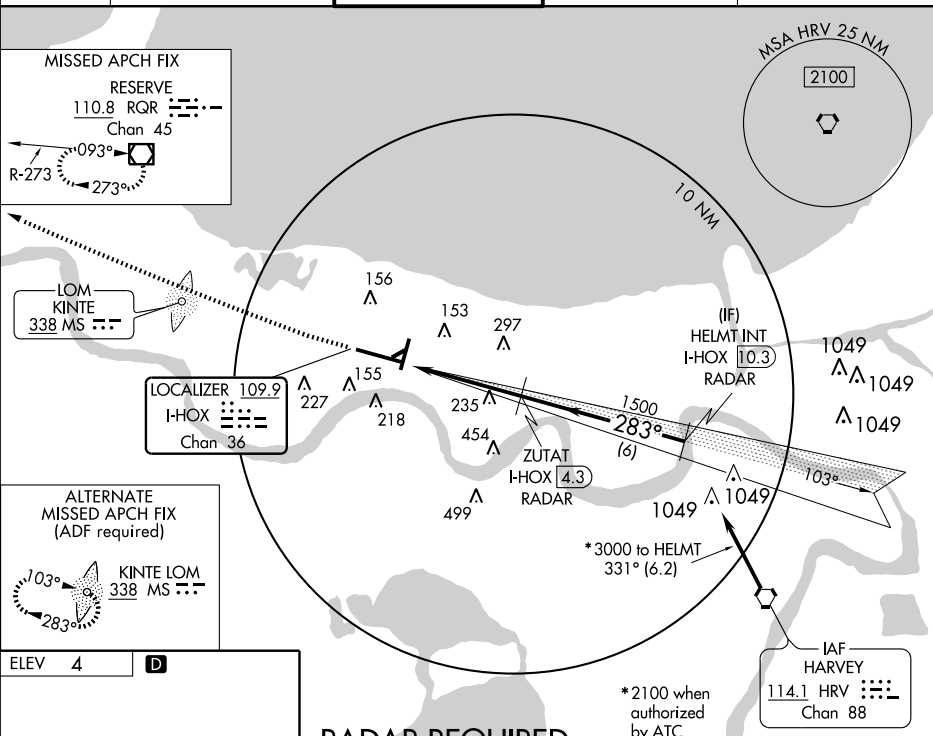 MISSED APCH FIX
RESERVE
110.8 RQR
Chan 45
093°
R-273
273°
MSA HRV 25 NM
2100
10 NM
LOM
KINTE
338 MS
156
153
297
(IF)
HELMT INT
I-HOX 10.3
RADAR
1049
1049
1049
LOCALIZER 109.9
I-HOX
Chan 36
227
155
218
235
454
499
1500
283°
(6)
ZUTAT
I-HOX 4.3
RADAR
103°
1049
1049
*3000 to HELMT
331° (6.2)
ALTERNATE
MISSED APCH FIX
(ADF required)
103°
KINTE LOM
338 MS
283°
IAF
HARVEY
114.1 HRV
Chan 88
ELEV 4
D
*2100 when
authorized
by ATC
RADAR REQUIRED